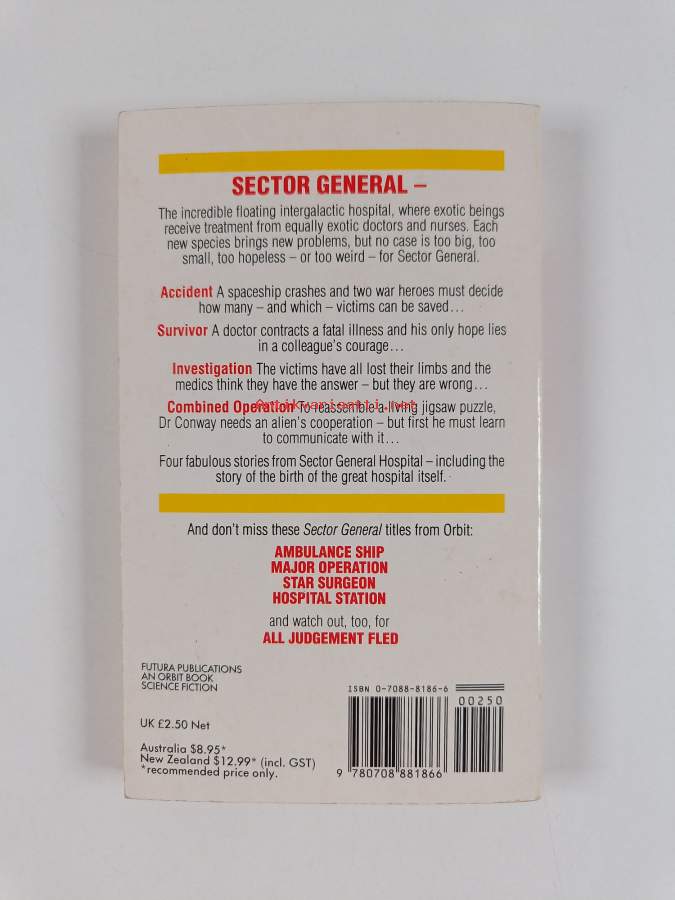 SECTOR GENERAL –
The incredible floating intergalactic hospital, where exotic beings
receive treatment from equally exotic doctors and nurses. Each
new species brings new problems, but no case is too big, too
small, too hopeless – or too weird – for Sector General.
Accident A spaceship crashes and two war heroes must decide
how many – and which – victims can be saved...
Survivor A doctor contracts a fatal illness and his only hope lies
in a colleague's courage...
Investigation The victims have all lost their limbs and the
medics think they have the answer – but they are wrong...
Combined Operation To reassemble a living jigsaw puzzle,
Antikvariaatti.net
Dr Conway needs an alien's cooperation – but first he must learn
to communicate with it...
Four fabulous stories from Sector General Hospital – including the
story of the birth of the great hospital itself.
And don't miss these Sector General titles from Orbit:
AMBULANCE SHIP
MAJOR OPERATION
STAR SURGEON
HOSPITAL STATION
and watch out, too, for
ALL JUDGEMENT FLED
FUTURA PUBLICATIONS
AN ORBIT BOOK
SCIENCE FICTION
UK £2.50 Net
Australia $8.95*
New Zealand $12.99* (incl. GST)
*recommended price only.
ISBN 0-7088-8186-6
00250
9 780708 881866